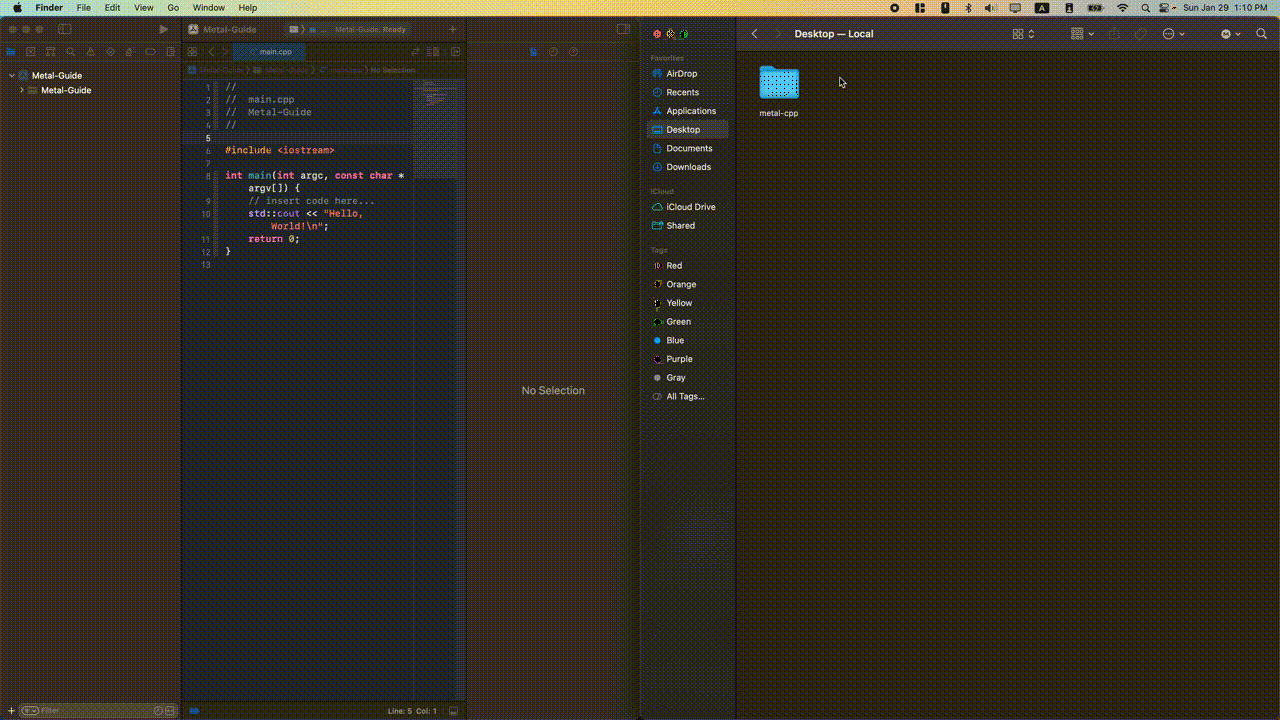 Finder File Edit View Go Window Help
A
Sun Jan 29 1:10 PM
Metal-Guide
Metal-Guide: Ready
main.cpp
Metal-Guide
Metal-Guide
Metal-Guide
Metal-Guide
main.cpp
No Selection
1 //
2 // main.cpp
3 // Metal-Guide
4 //
5
6 #include <iostream>
7
8 int main(int argc, const char *
argv[]) {
9 // insert code here...
10 std::cout << "Hello,
World!\n";
11 return 0;
12 }
13
Line: 5 Col: 1
Filter
No Selection
Favorites
AirDrop
Recents
Applications
Desktop
Documents
Downloads
iCloud
iCloud Drive
Shared
Tags
Red
Orange
Yellow
Green
Blue
Purple
Gray
All Tags...
Desktop — Local
metal-cpp